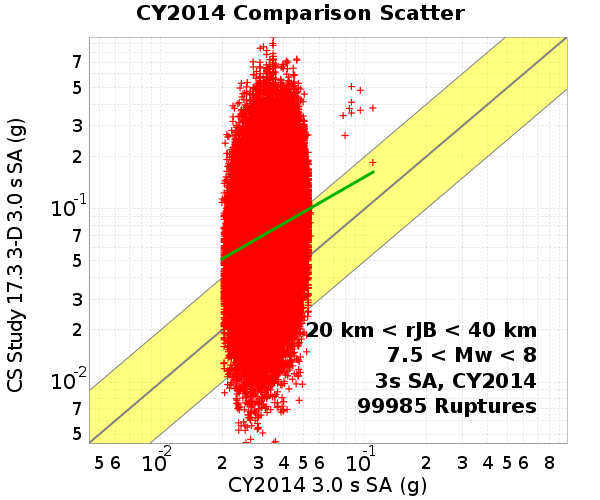 CY2014 Comparison Scatter
CS Study 17.3 3-D 3.0 s SA (g)
7
5
3
2
10-1
7
5
3
2
10-2
7
5
20 km < rJB < 40 km
7.5 < Mw < 8
3s SA, CY2014
99985 Ruptures
5 6 10-2 2 3 4 5 6 10-1 2 3 4 5 6 8
CY2014 3.0 s SA (g)